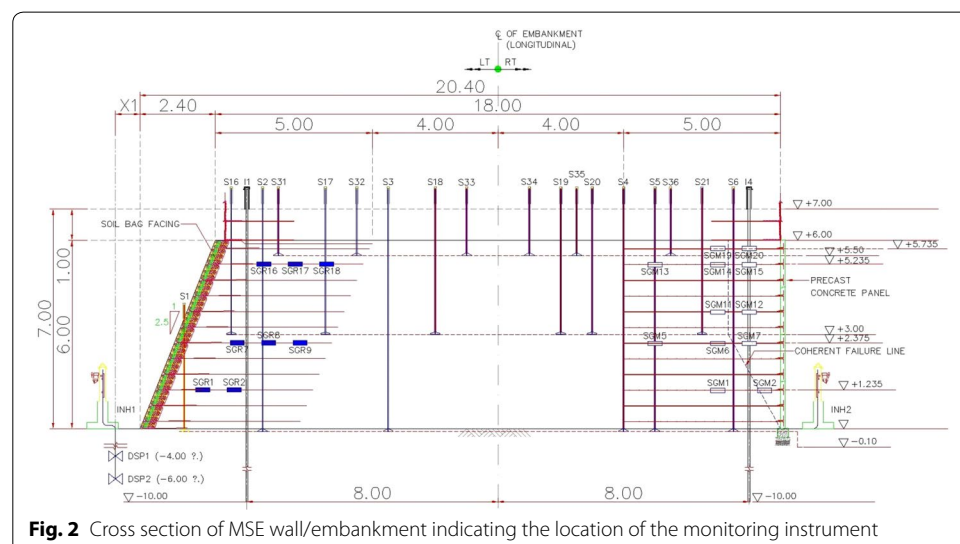 ℄ OF EMBANKMENT
(LONGITUDINAL)
LT RT
20.40
X1 2.40 18.00
5.00 4.00 4.00 5.00
S35
S16 I1 S2 S31 S17 S32 S3 S18 S33 S34 S19 S20 S4 S5 S36 S21 S6 I4
+7.00
SOIL BAG FACING
+6.00
+5.735
+5.50
+5.235
SGM20
SGR16 SGR17 SGR18 SGM13 SGM14 SGM15
1.00
PRECAST
CONCRETE PANEL
S1
1
2.5
7.00
6.00
SGM11 SGM12
+3.00
+2.375
SGR7 SGR8 SGR9 SGM5 SGM6 SGM7
COHERENT FAILURE LINE
SGR1 SGR2 SGM1 SGM2
+1.235
INH1 INH2
-0.10
DSP1 (-4.00 ?.)
DSP2 (-6.00 ?.)
-10.00 8.00 8.00 -10.00
Fig. 2 Cross section of MSE wall/embankment indicating the location of the monitoring instrument